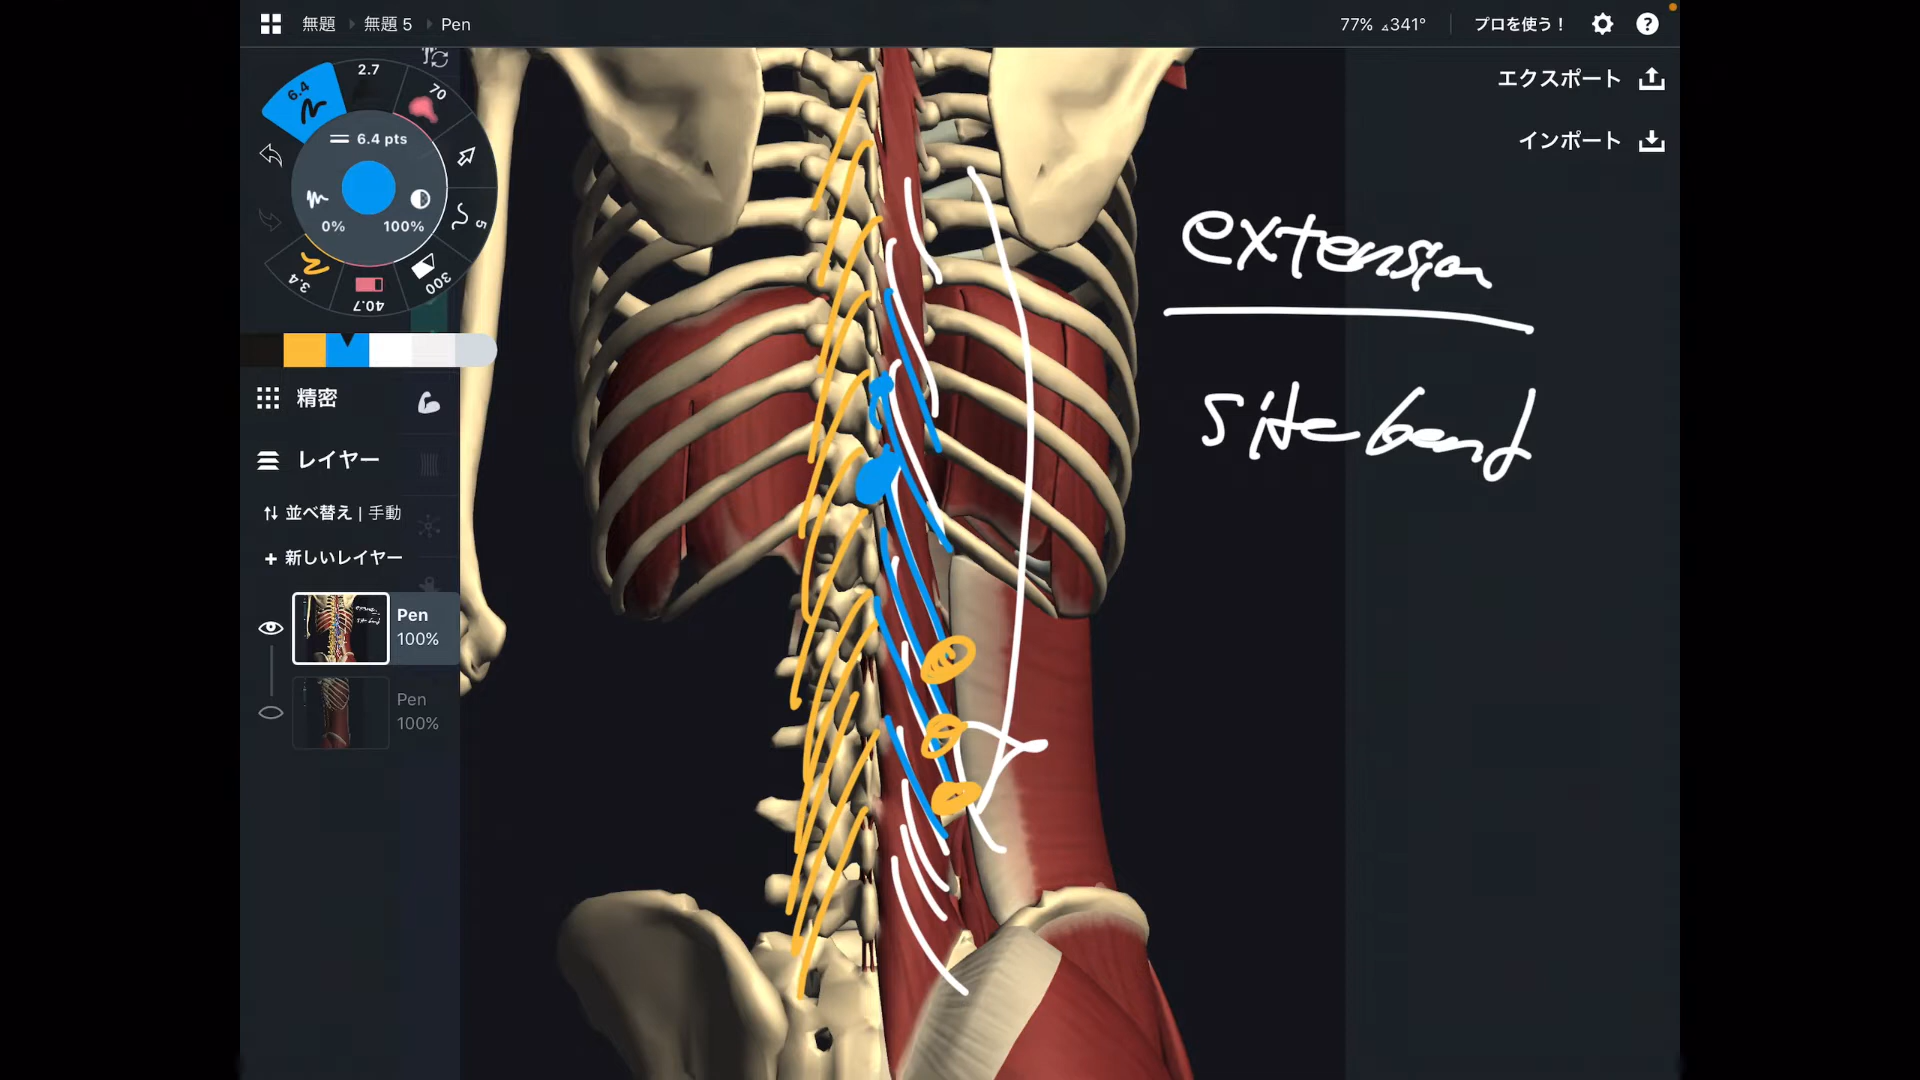 無題 無題 5 Pen
77% ⊿341° プロを使う！
エクスポート
インポート
2.7
6.4
70
6.4 pts
0% 100%
5
3.4
40.7
300
精密
レイヤー
並べ替え | 手動
+ 新しいレイヤー
Pen
100%
Pen
100%
extension
site bend